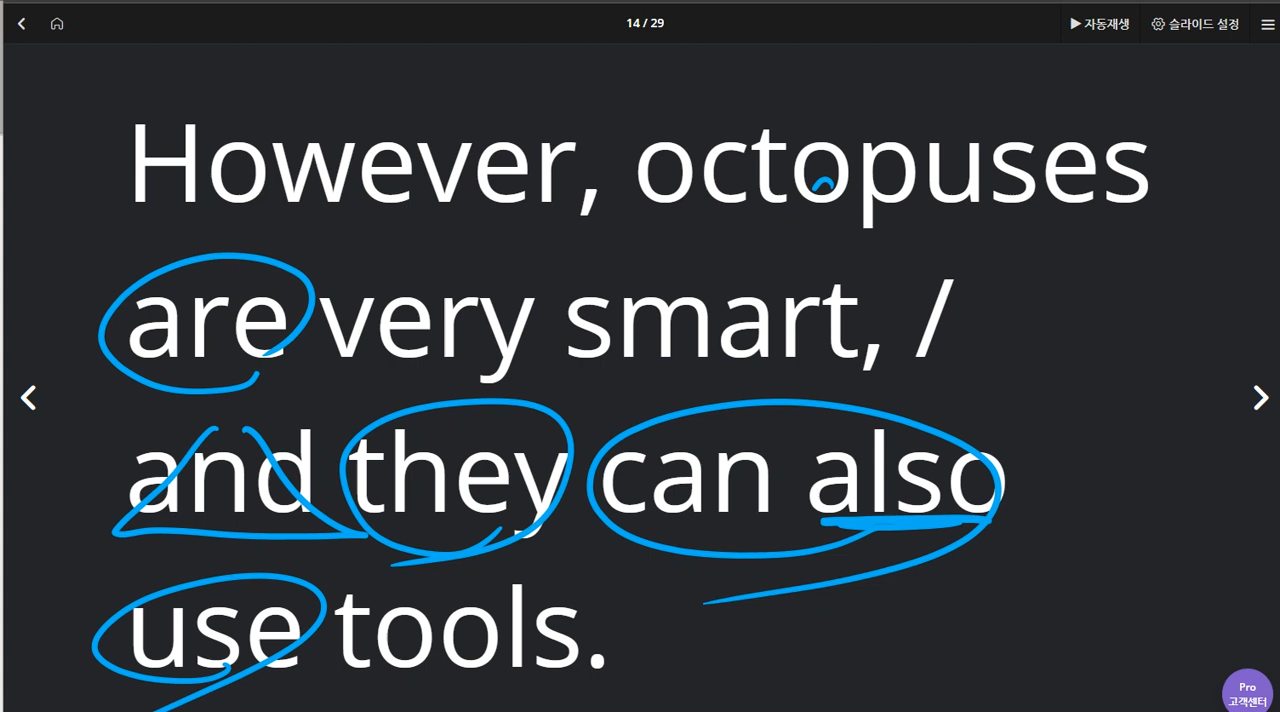 14 / 29
자동재생
슬라이드 설정
However, octopuses
are very smart, /
and they can also
use tools.
Pro
고객센터